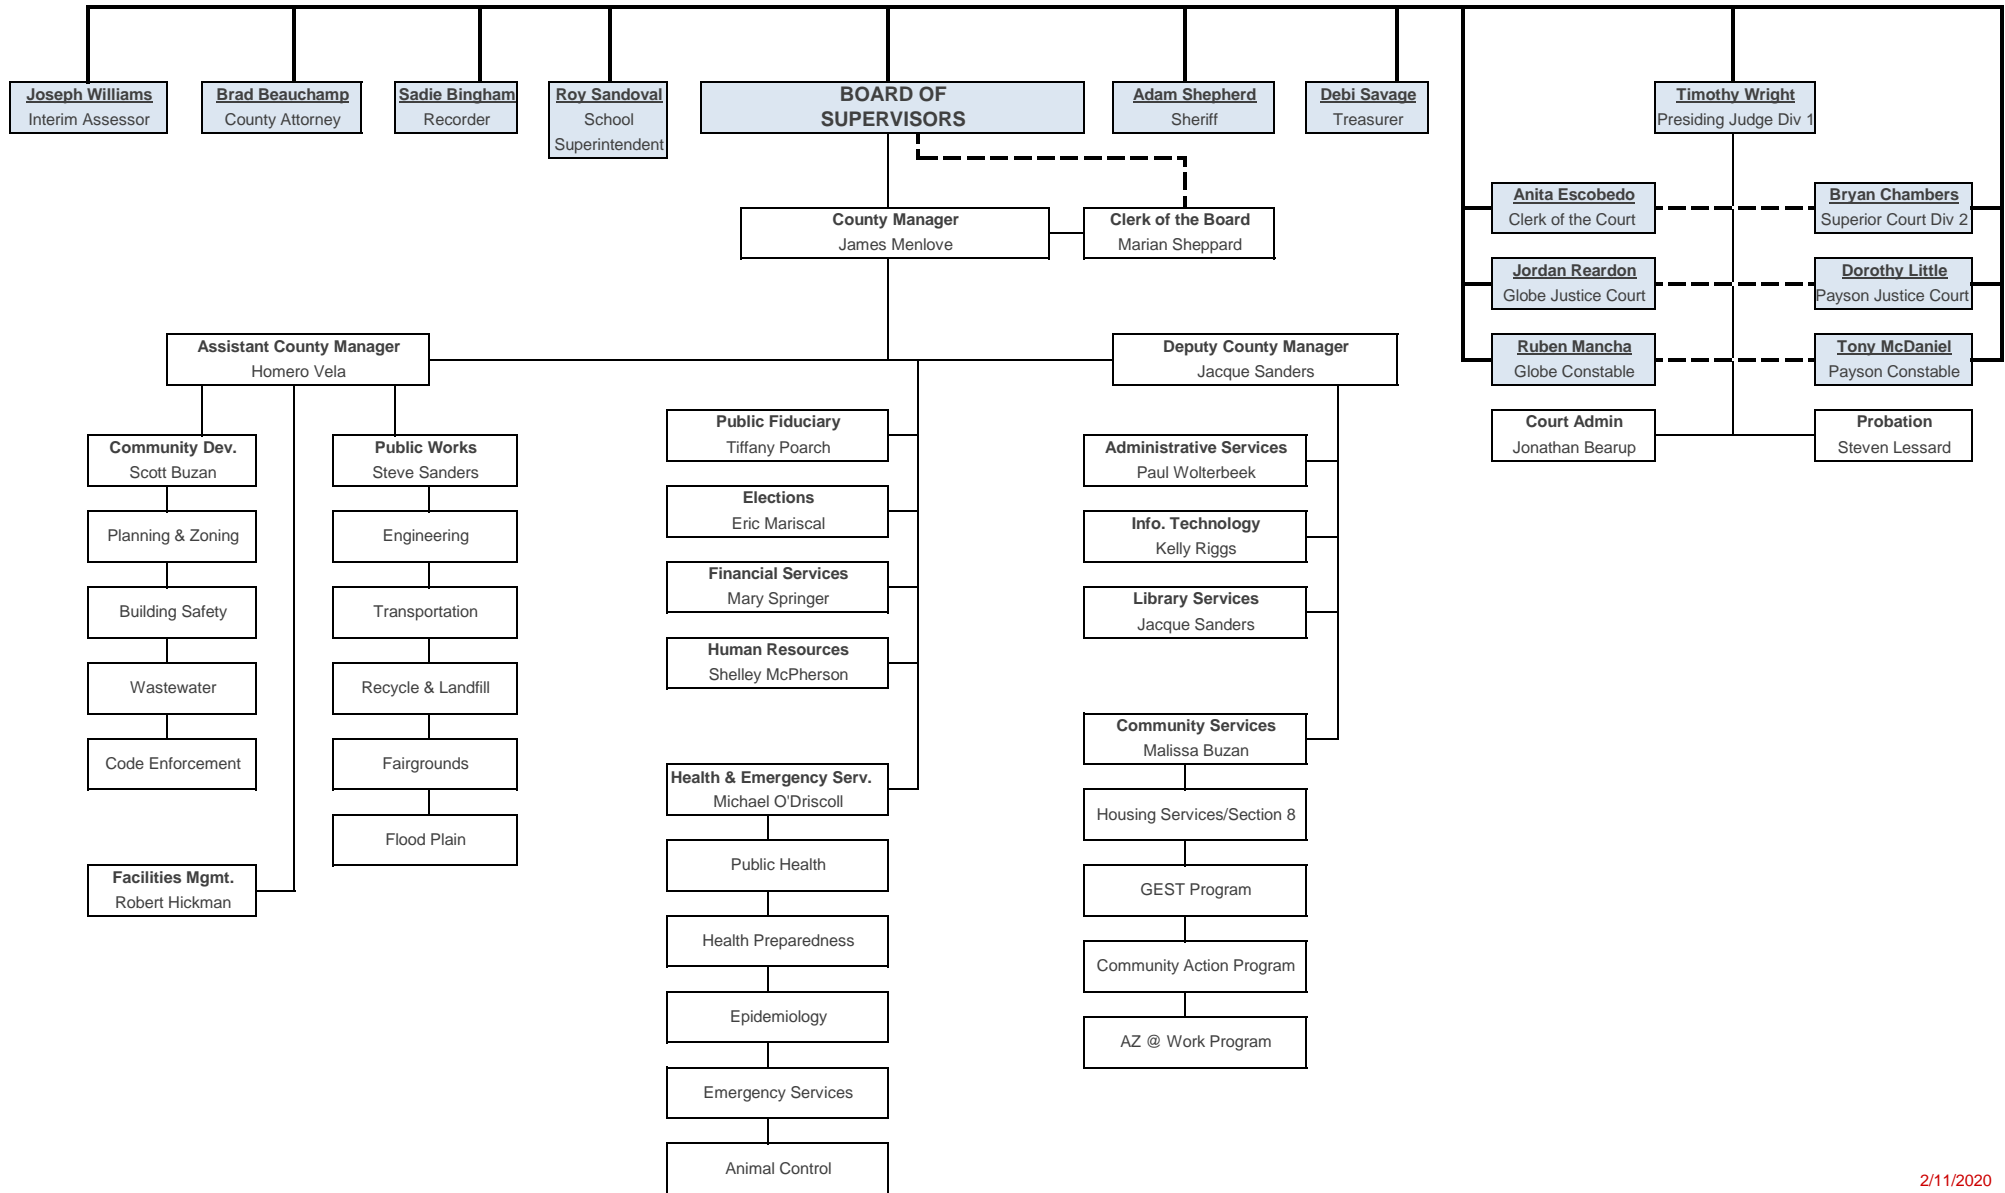 Joseph Williams
Interim Assessor
Brad Beauchamp
County Attorney
Sadie Bingham
Recorder
Roy Sandoval
School
Superintendent
BOARD OF
SUPERVISORS
Adam Shepherd
Sheriff
Debi Savage
Treasurer
Timothy Wright
Presiding Judge Div 1
Anita Escobedo
Clerk of the Court
Bryan Chambers
Superior Court Div 2
County Manager
James Menlove
Clerk of the Board
Marian Sheppard
Jordan Reardon
Globe Justice Court
Dorothy Little
Payson Justice Court
Assistant County Manager
Homero Vela
Deputy County Manager
Jacque Sanders
Ruben Mancha
Globe Constable
Tony McDaniel
Payson Constable
Court Admin
Jonathan Bearup
Probation
Steven Lessard
Community Dev.
Scott Buzan
Planning & Zoning
Building Safety
Wastewater
Code Enforcement
Facilities Mgmt.
Robert Hickman
Public Works
Steve Sanders
Engineering
Transportation
Recycle & Landfill
Fairgrounds
Flood Plain
Public Fiduciary
Tiffany Poarch
Elections
Eric Mariscal
Financial Services
Mary Springer
Human Resources
Shelley McPherson
Health & Emergency Serv.
Michael O'Driscoll
Public Health
Health Preparedness
Epidemiology
Emergency Services
Animal Control
Administrative Services
Paul Wolterbeek
Info. Technology
Kelly Riggs
Library Services
Jacque Sanders
Community Services
Malissa Buzan
Housing Services/Section 8
GEST Program
Community Action Program
AZ @ Work Program
2/11/2020